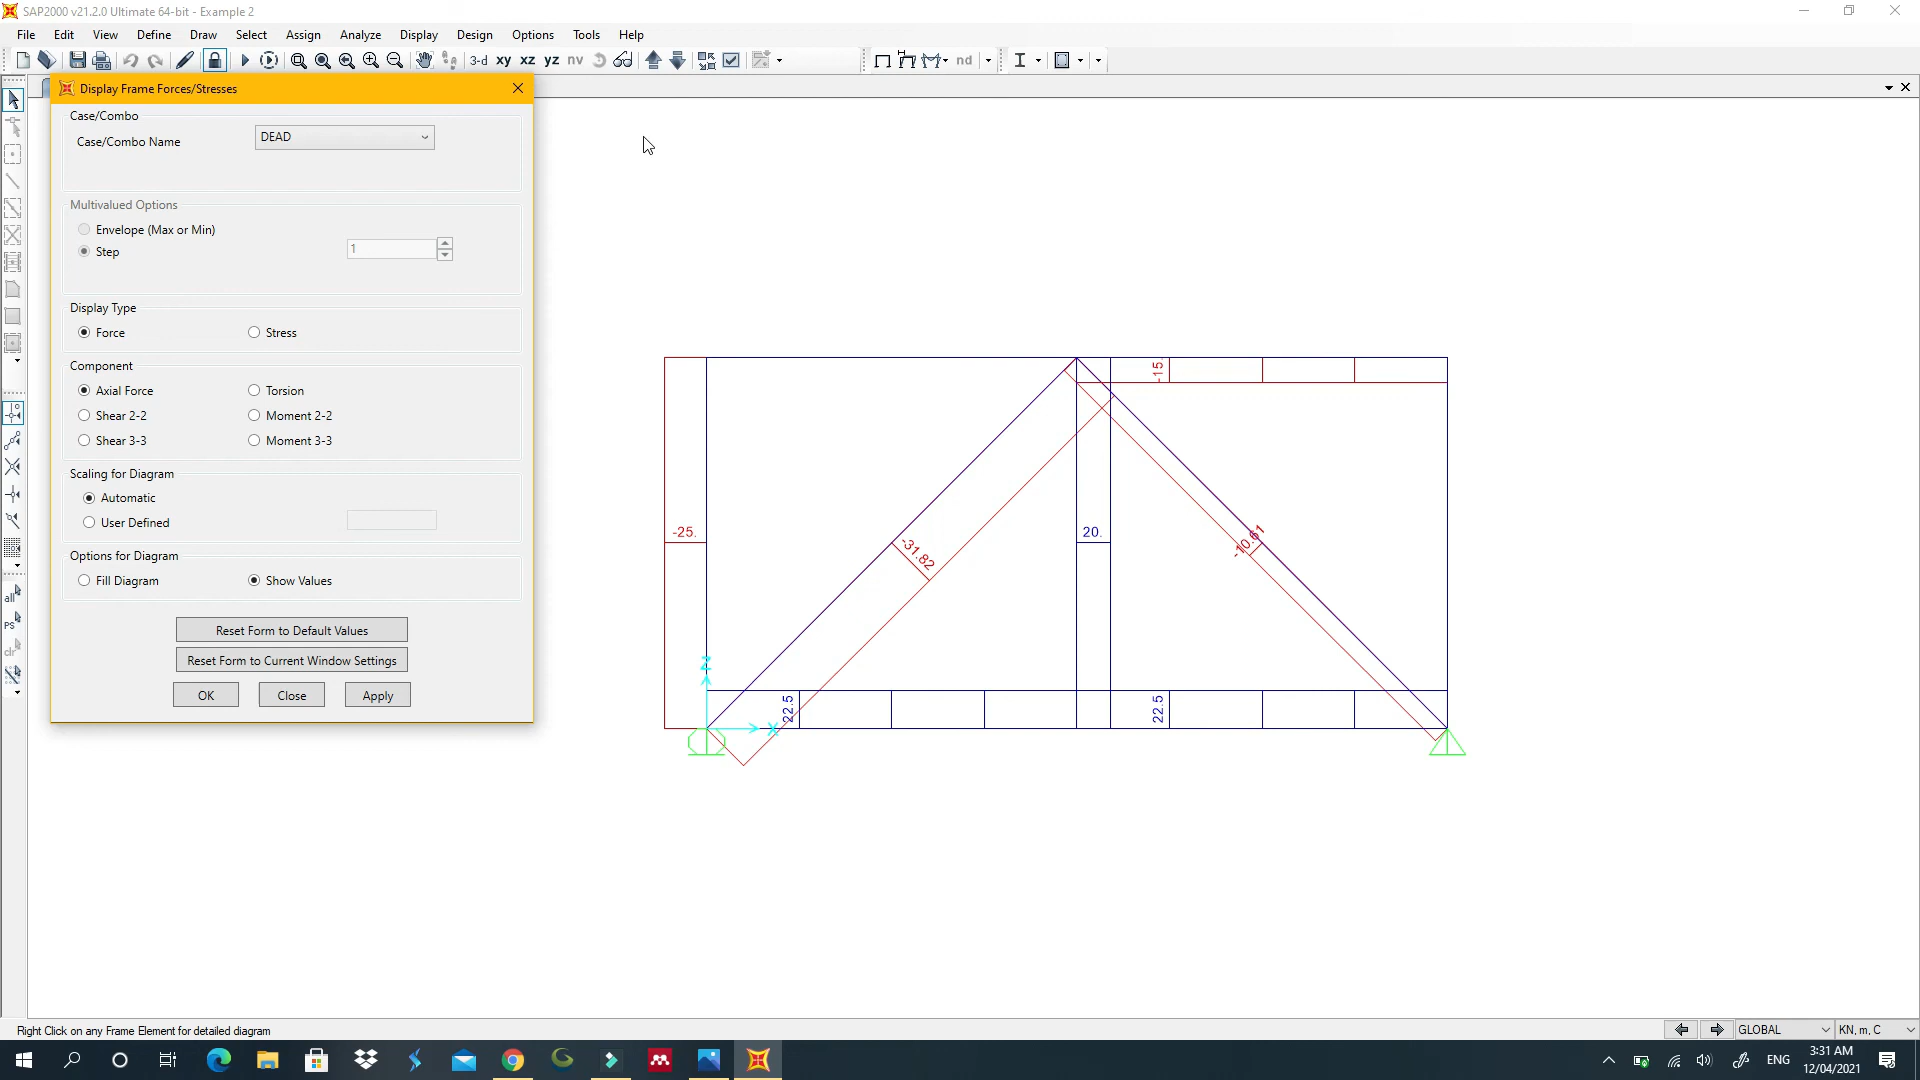 SAP2000 v21.2.0 Ultimate 64-bit - Example 2
File Edit View Define Draw Select Assign Analyze Display Design Options Tools Help
3-d xy xz yz nv nd
Display Frame Forces/Stresses
Case/Combo
Case/Combo Name DEAD
Multivalued Options
Envelope (Max or Min)
Step 1
Display Type
Force Stress
Component
Axial Force Torsion
Shear 2-2 Moment 2-2
Shear 3-3 Moment 3-3
Scaling for Diagram
Automatic
User Defined
Options for Diagram
Fill Diagram Show Values
Reset Form to Default Values
Reset Form to Current Window Settings
OK Close Apply
all
PS
clr
-15.
-25.
-31.82
20.
-10.61
Z
22.5
22.5
X
Right Click on any Frame Element for detailed diagram
GLOBAL KN, m, C
ENG
3:31 AM
12/04/2021